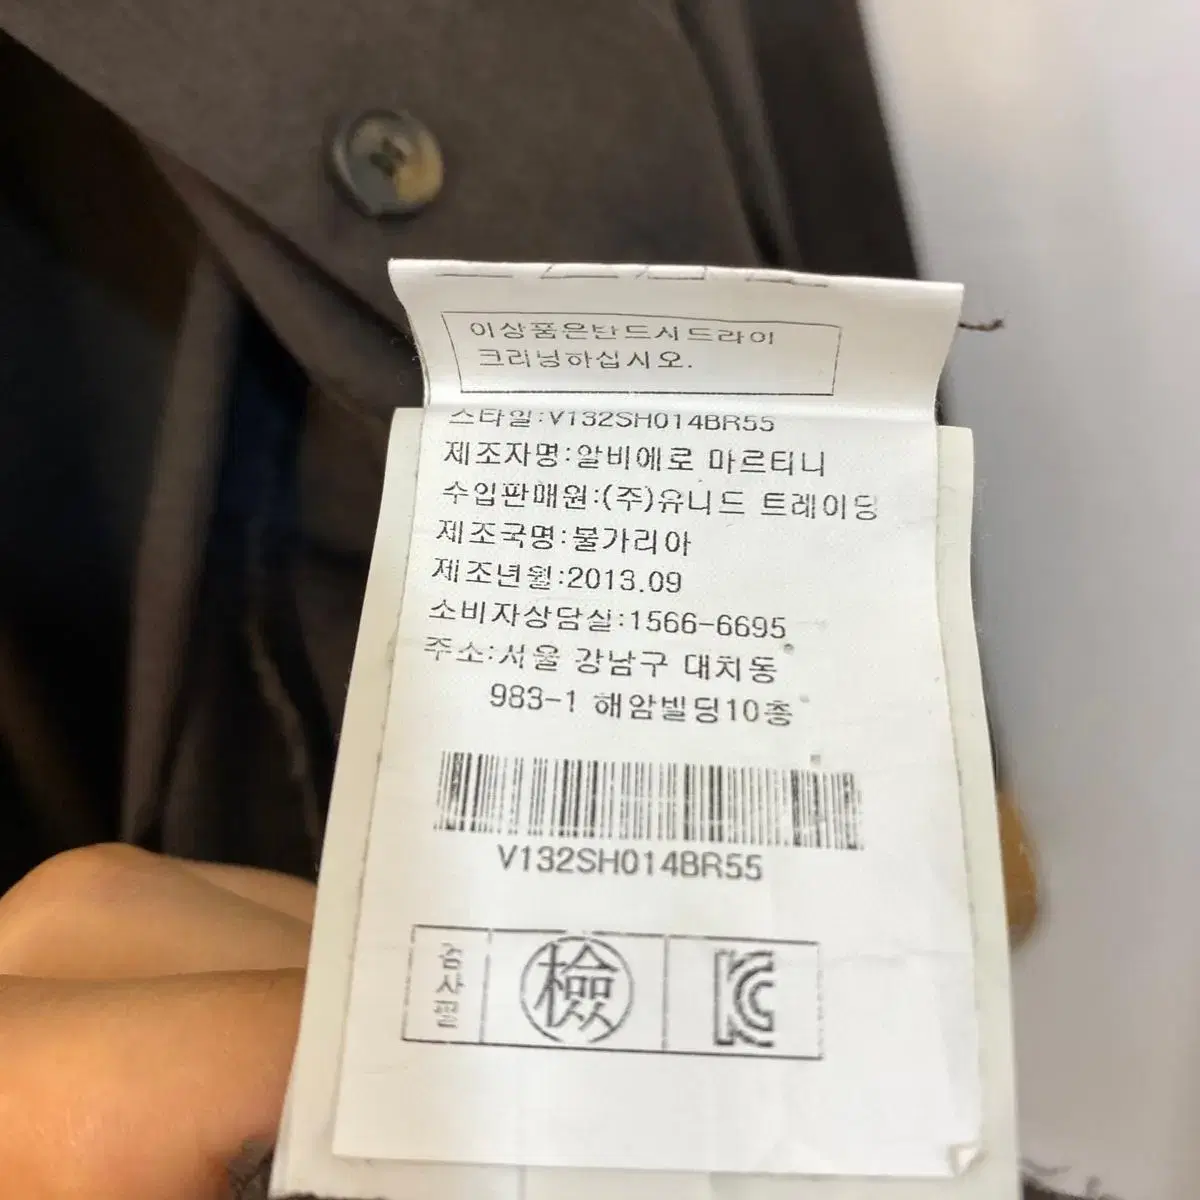 이상품은반드시드라이
크리닝하십시오.
스타일:V132SH014BR55
제조자명:알비에로 마르티니
수입판매원:(주)유니드 트레이딩
제조국명:불가리아
제조년월:2013.09
소비자상담실:1566-6695
주소:서울 강남구 대치동
983-1 해암빌딩10층
V132SH014BR55
검사필
檢
KC